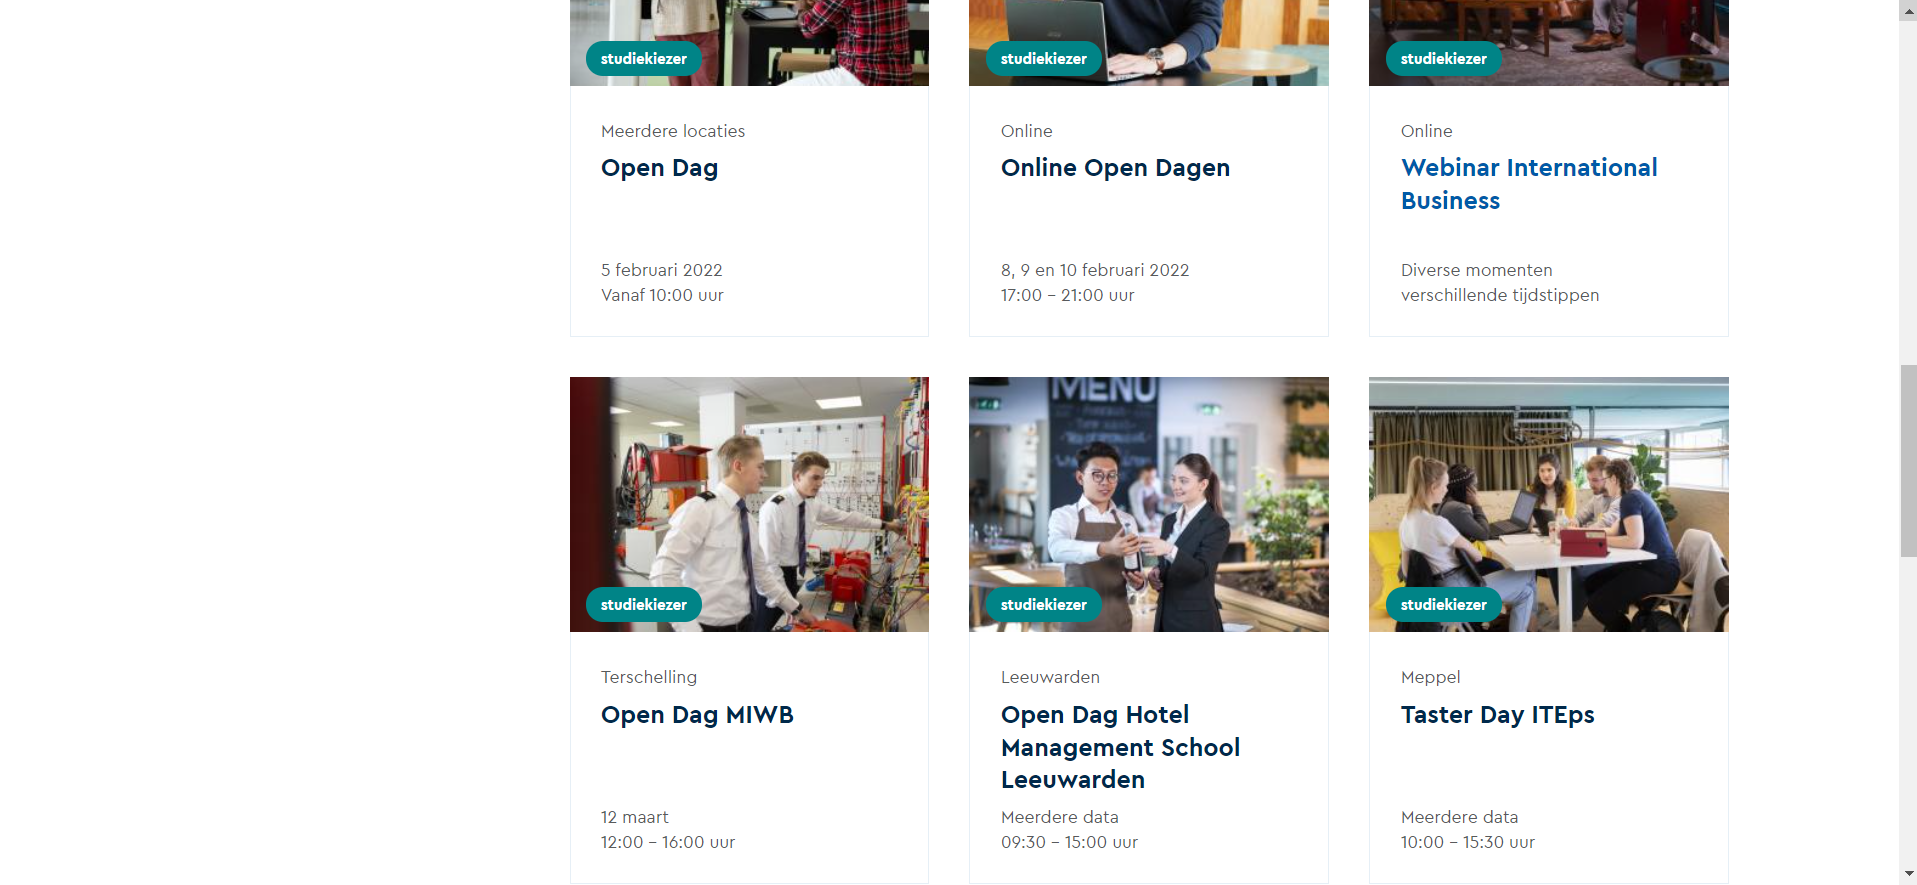 studiekiezer
Meerdere locaties
Open Dag
5 februari 2022
Vanaf 10:00 uur
studiekiezer
Online
Online Open Dagen
8, 9 en 10 februari 2022
17:00 – 21:00 uur
studiekiezer
Online
Webinar International
Business
Diverse momenten
verschillende tijdstippen
studiekiezer
Terschelling
Open Dag MIWB
12 maart
12:00 – 16:00 uur
MENU
studiekiezer
Leeuwarden
Open Dag Hotel
Management School
Leeuwarden
Meerdere data
09:30 – 15:00 uur
studiekiezer
Meppel
Taster Day ITEps
Meerdere data
10:00 – 15:30 uur